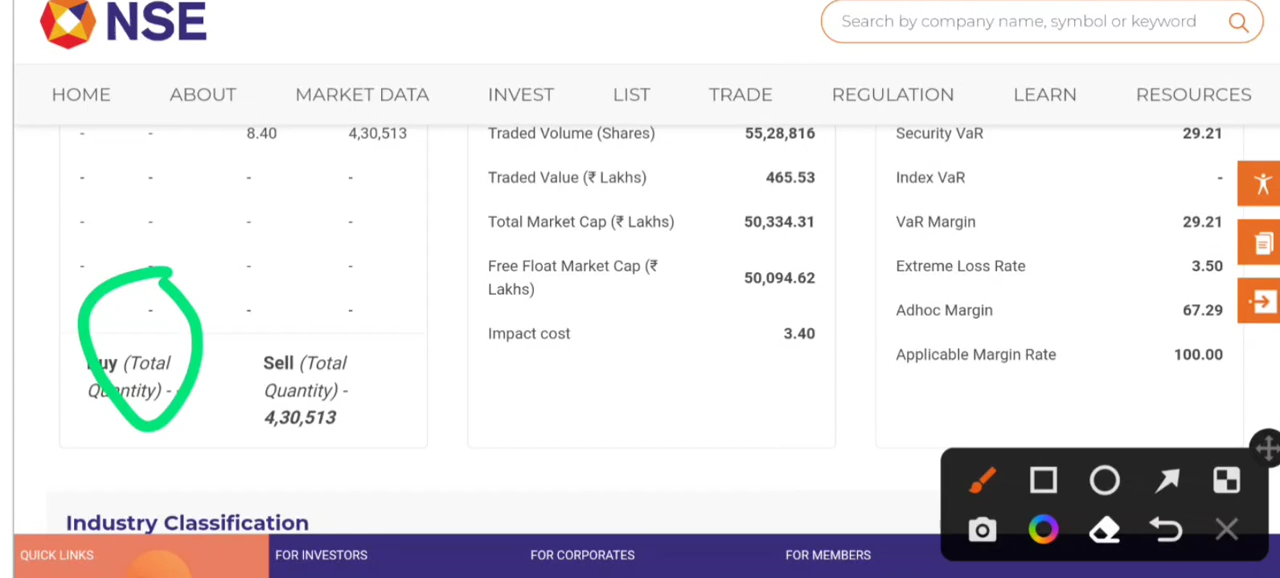 NSE
Search by company name, symbol or keyword
HOME ABOUT MARKET DATA INVEST LIST TRADE REGULATION LEARN RESOURCES
- - 8.40 4,30,513
- - - -
- - - -
- - - -
- - -
Buy (Total Quantity) - -
Sell (Total Quantity) - 4,30,513
Traded Volume (Shares) 55,28,816
Traded Value (₹ Lakhs) 465.53
Total Market Cap (₹ Lakhs) 50,334.31
Free Float Market Cap (₹ Lakhs) 50,094.62
Impact cost 3.40
Security VaR 29.21
Index VaR -
VaR Margin 29.21
Extreme Loss Rate 3.50
Adhoc Margin 67.29
Applicable Margin Rate 100.00
Industry Classification
QUICK LINKS FOR INVESTORS FOR CORPORATES FOR MEMBERS